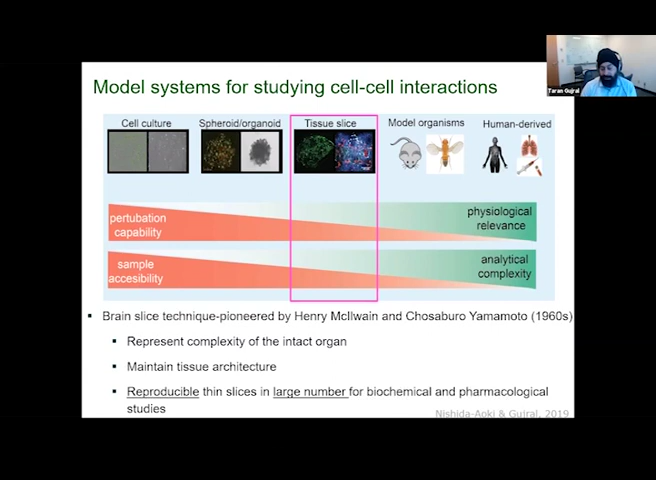 Taran Gujral
Model systems for studying cell-cell interactions
Cell culture
Spheroid/organoid
Tissue slice
Model organisms
Human-derived
pertubation
capability
physiological
relevance
sample
accesibility
analytical
complexity
Brain slice technique-pioneered by Henry McIlwain and Chosaburo Yamamoto (1960s)
Represent complexity of the intact organ
Maintain tissue architecture
Reproducible thin slices in large number for biochemical and pharmacological
studies
Nishida-Aoki & Gujral, 2019